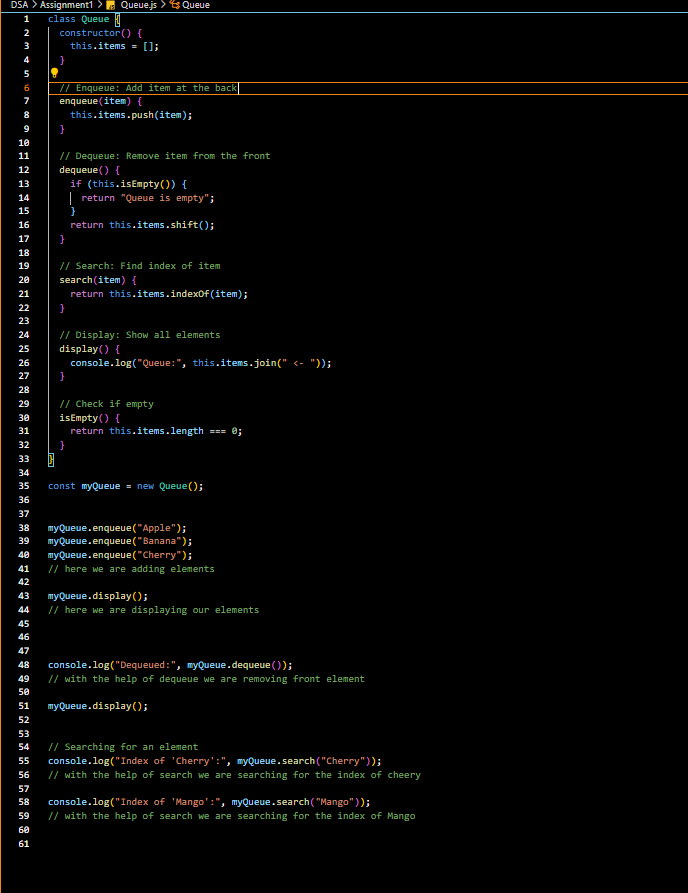 DSA > Assignment1 > JS Queue.js > Queue
1 class Queue {
2   constructor() {
3     this.items = [];
4   }
5
6   // Enqueue: Add item at the back
7   enqueue(item) {
8     this.items.push(item);
9   }
10
11   // Dequeue: Remove item from the front
12   dequeue() {
13     if (this.isEmpty()) {
14       return "Queue is empty";
15     }
16     return this.items.shift();
17   }
18
19   // Search: Find index of item
20   search(item) {
21     return this.items.indexOf(item);
22   }
23
24   // Display: Show all elements
25   display() {
26     console.log("Queue:", this.items.join(" <- "));
27   }
28
29   // Check if empty
30   isEmpty() {
31     return this.items.length === 0;
32   }
33 }
34
35 const myQueue = new Queue();
36
37
38 myQueue.enqueue("Apple");
39 myQueue.enqueue("Banana");
40 myQueue.enqueue("Cherry");
41 // here we are adding elements
42
43 myQueue.display();
44 // here we are displaying our elements
45
46
47
48 console.log("Dequeued:", myQueue.dequeue());
49 // with the help of dequeue we are removing front element
50
51 myQueue.display();
52
53
54 // Searching for an element
55 console.log("Index of 'Cherry':", myQueue.search("Cherry"));
56 // with the help of search we are searching for the index of cheery
57
58 console.log("Index of 'Mango':", myQueue.search("Mango"));
59 // with the help of search we are searching for the index of Mango
60
61